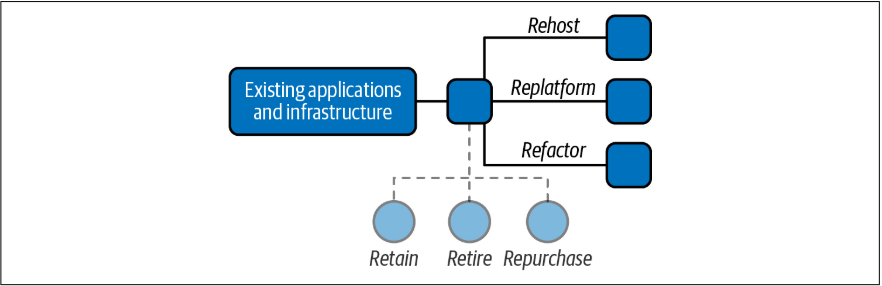 Rehost
Existing applications
and infrastructure
Replatform
Refactor
Retain
Retire
Repurchase